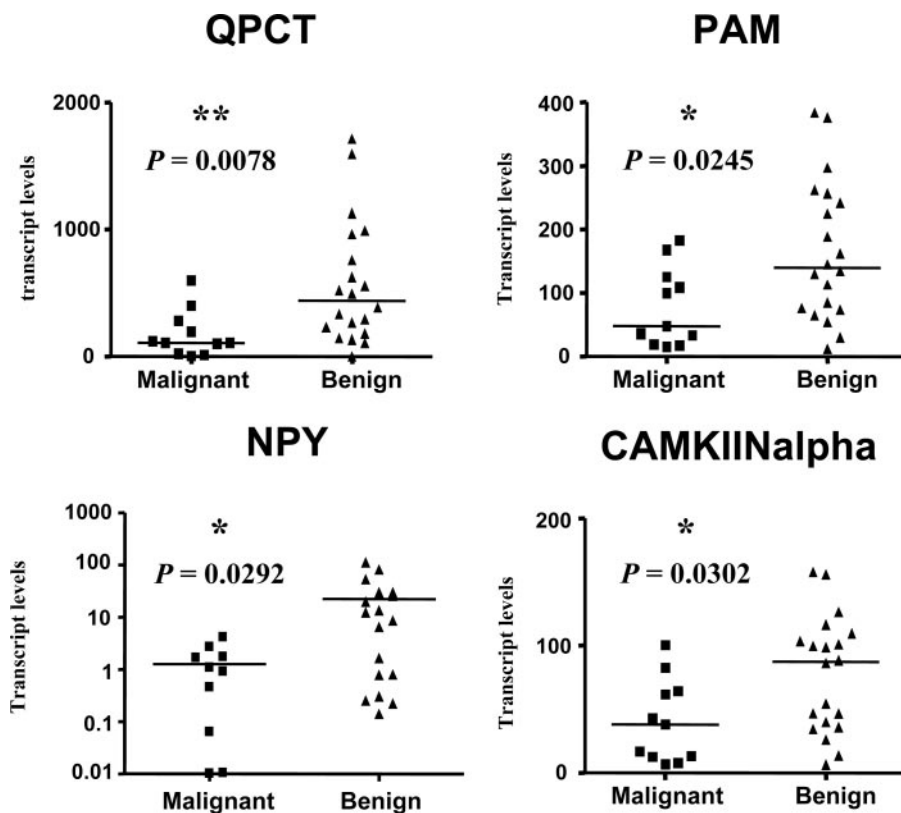 QPCT
transcript levels
2000
1000
0
**
P = 0.0078
Malignant
Benign
PAM
Transcript levels
400
300
200
100
0
*
P = 0.0245
Malignant
Benign
NPY
Transcript levels
1000
100
10
1
0.1
0.01
*
P = 0.0292
Malignant
Benign
CAMKIINalpha
Transcript levels
200
100
0
*
P = 0.0302
Malignant
Benign